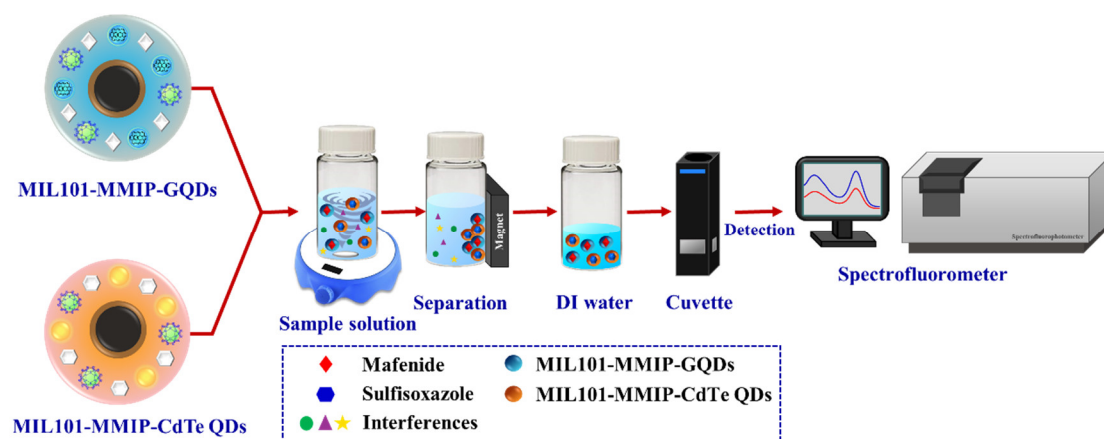 MIL101-MMIP-GQDs
MIL101-MMIP-CdTe QDs
Sample solution
Separation
Magnet
DI water
Cuvette
Detection
Spectrofluorophotometer
Spectrofluorometer
Mafenide
MIL101-MMIP-GQDs
Sulfisoxazole
MIL101-MMIP-CdTe QDs
Interferences